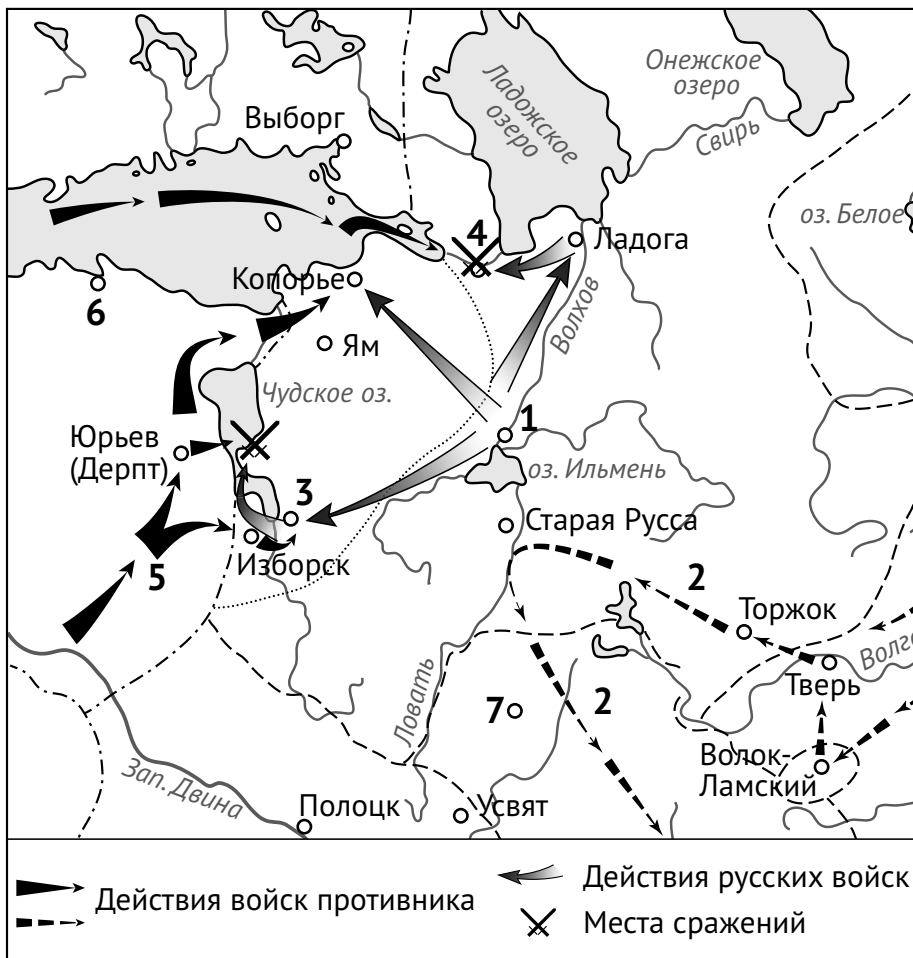 Онежское
озеро
Ладожское
озеро
Свирь
Выборг
оз. Белое
4
Ладога
Копорье
6
Волхов
Ям
Чудское оз.
1
Юрьев
(Дерпт)
оз. Ильмень
3
Старая Русса
Изборск
5
2
Торжок
Волга
Тверь
Ловать
7
2
Волок-
Ламский
Зап. Двина
Полоцк
Усвят
Действия войск противника
Действия русских войск
Места сражений